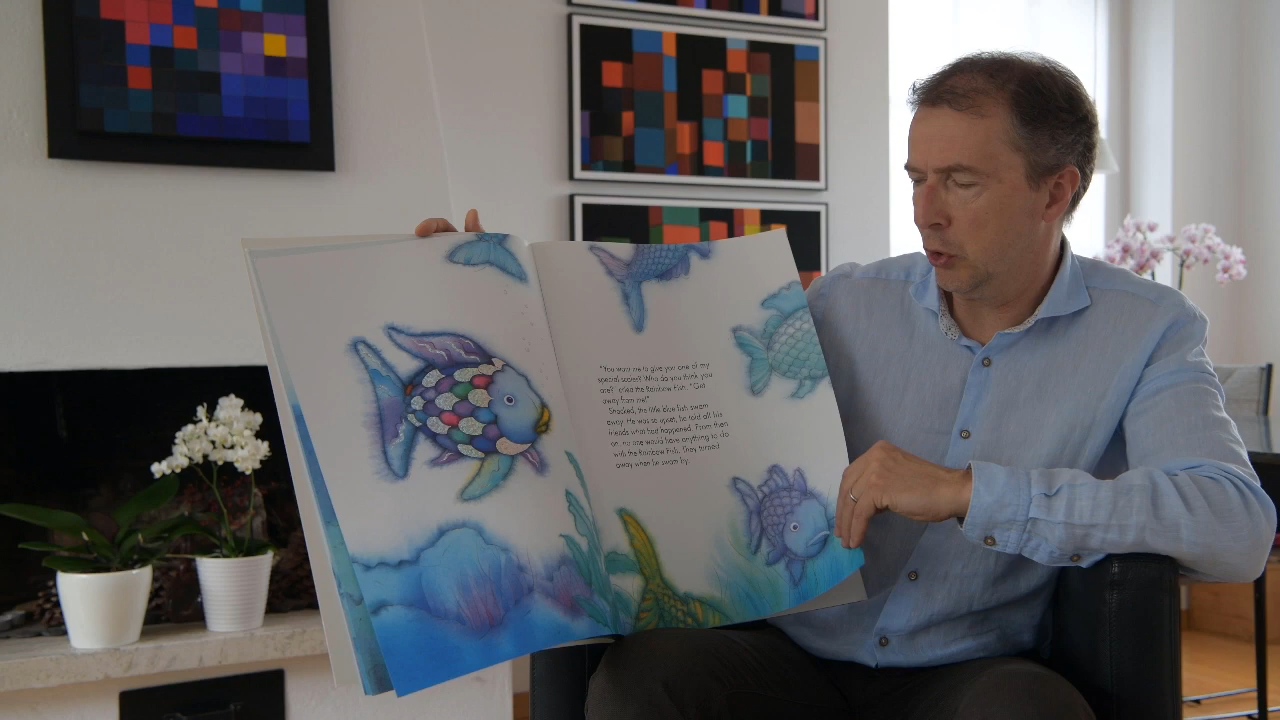 "You want me to give you one of my
special scales? Who do you think you
are?" cried the Rainbow Fish. "Get
away from me!"
Shocked, the little blue fish swam
away. He was so upset, he told all his
friends what had happened. From then
on, no one would have anything to do
with the Rainbow Fish. They turned
away when he swam by.